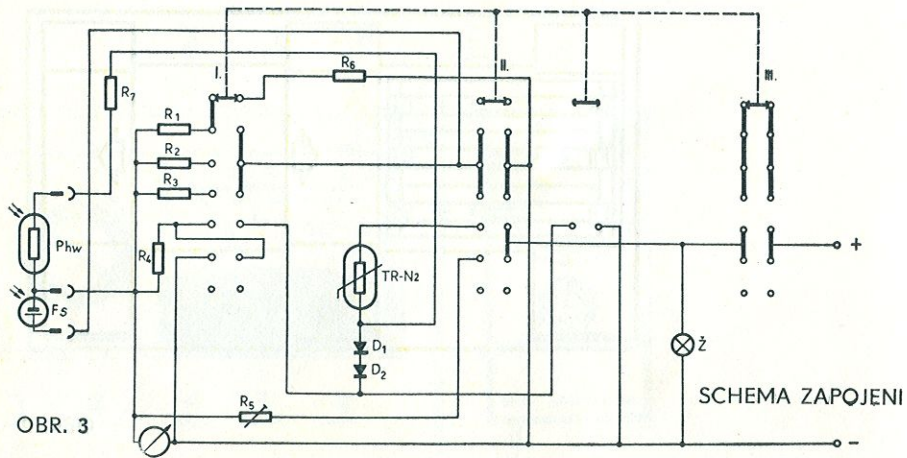 I.
II.
III.
R6
R7
R1
R2
R3
R4
Phw
Fs
TR-N2
D1
D2
R5
Ž
+
-
SCHEMA ZAPOJENI
OBR. 3